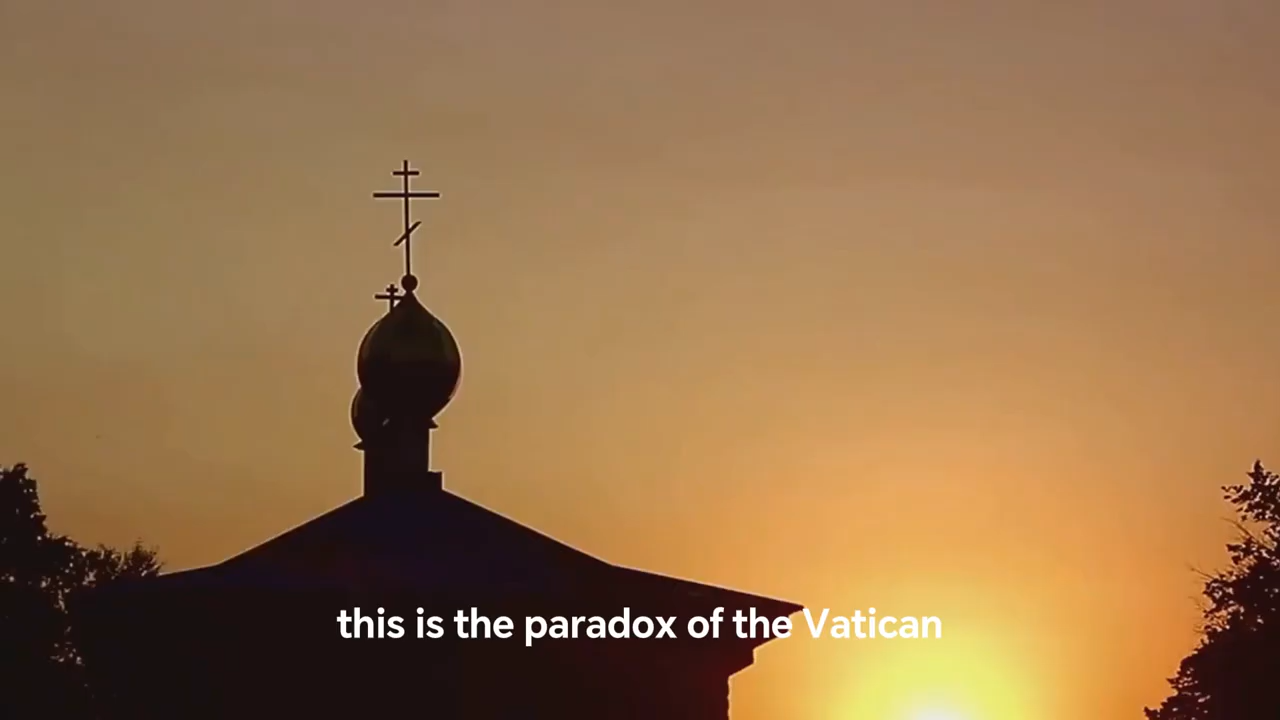 this is the paradox of the Vatican